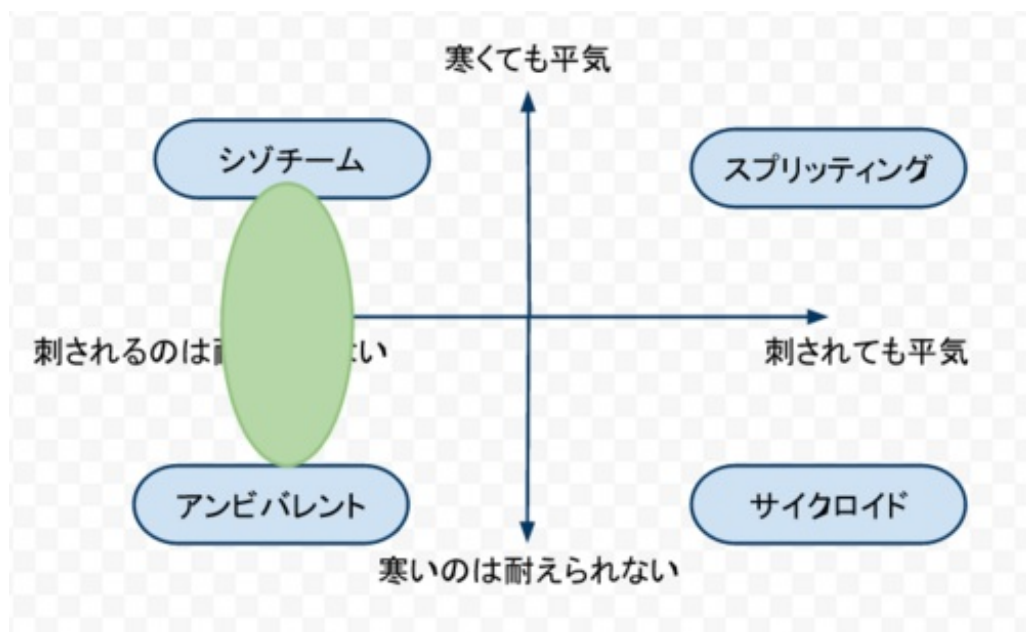 寒くても平気
シゾチーム
スプリッティング
刺されるのは い
刺されても平気
アンビバレント
サイクロイド
寒いのは耐えられない